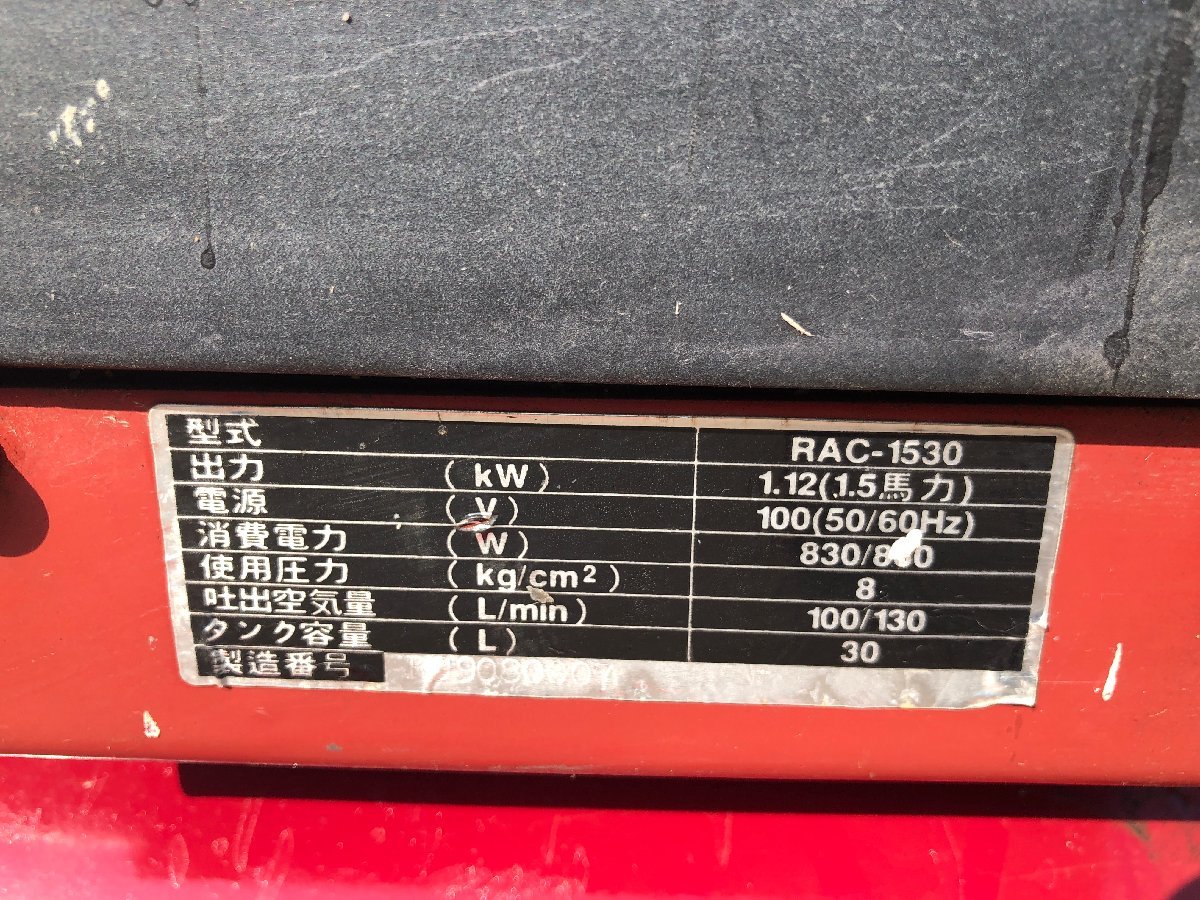 型式 RAC-1530
出力 (kW) 1.12(1.5馬力)
電源 (V) 100(50/60Hz)
消費電力 (W)
使用圧力 (kg/cm²) 8
吐出空気量 (L/min) 100/130
タンク容量 (L) 30
製造番号